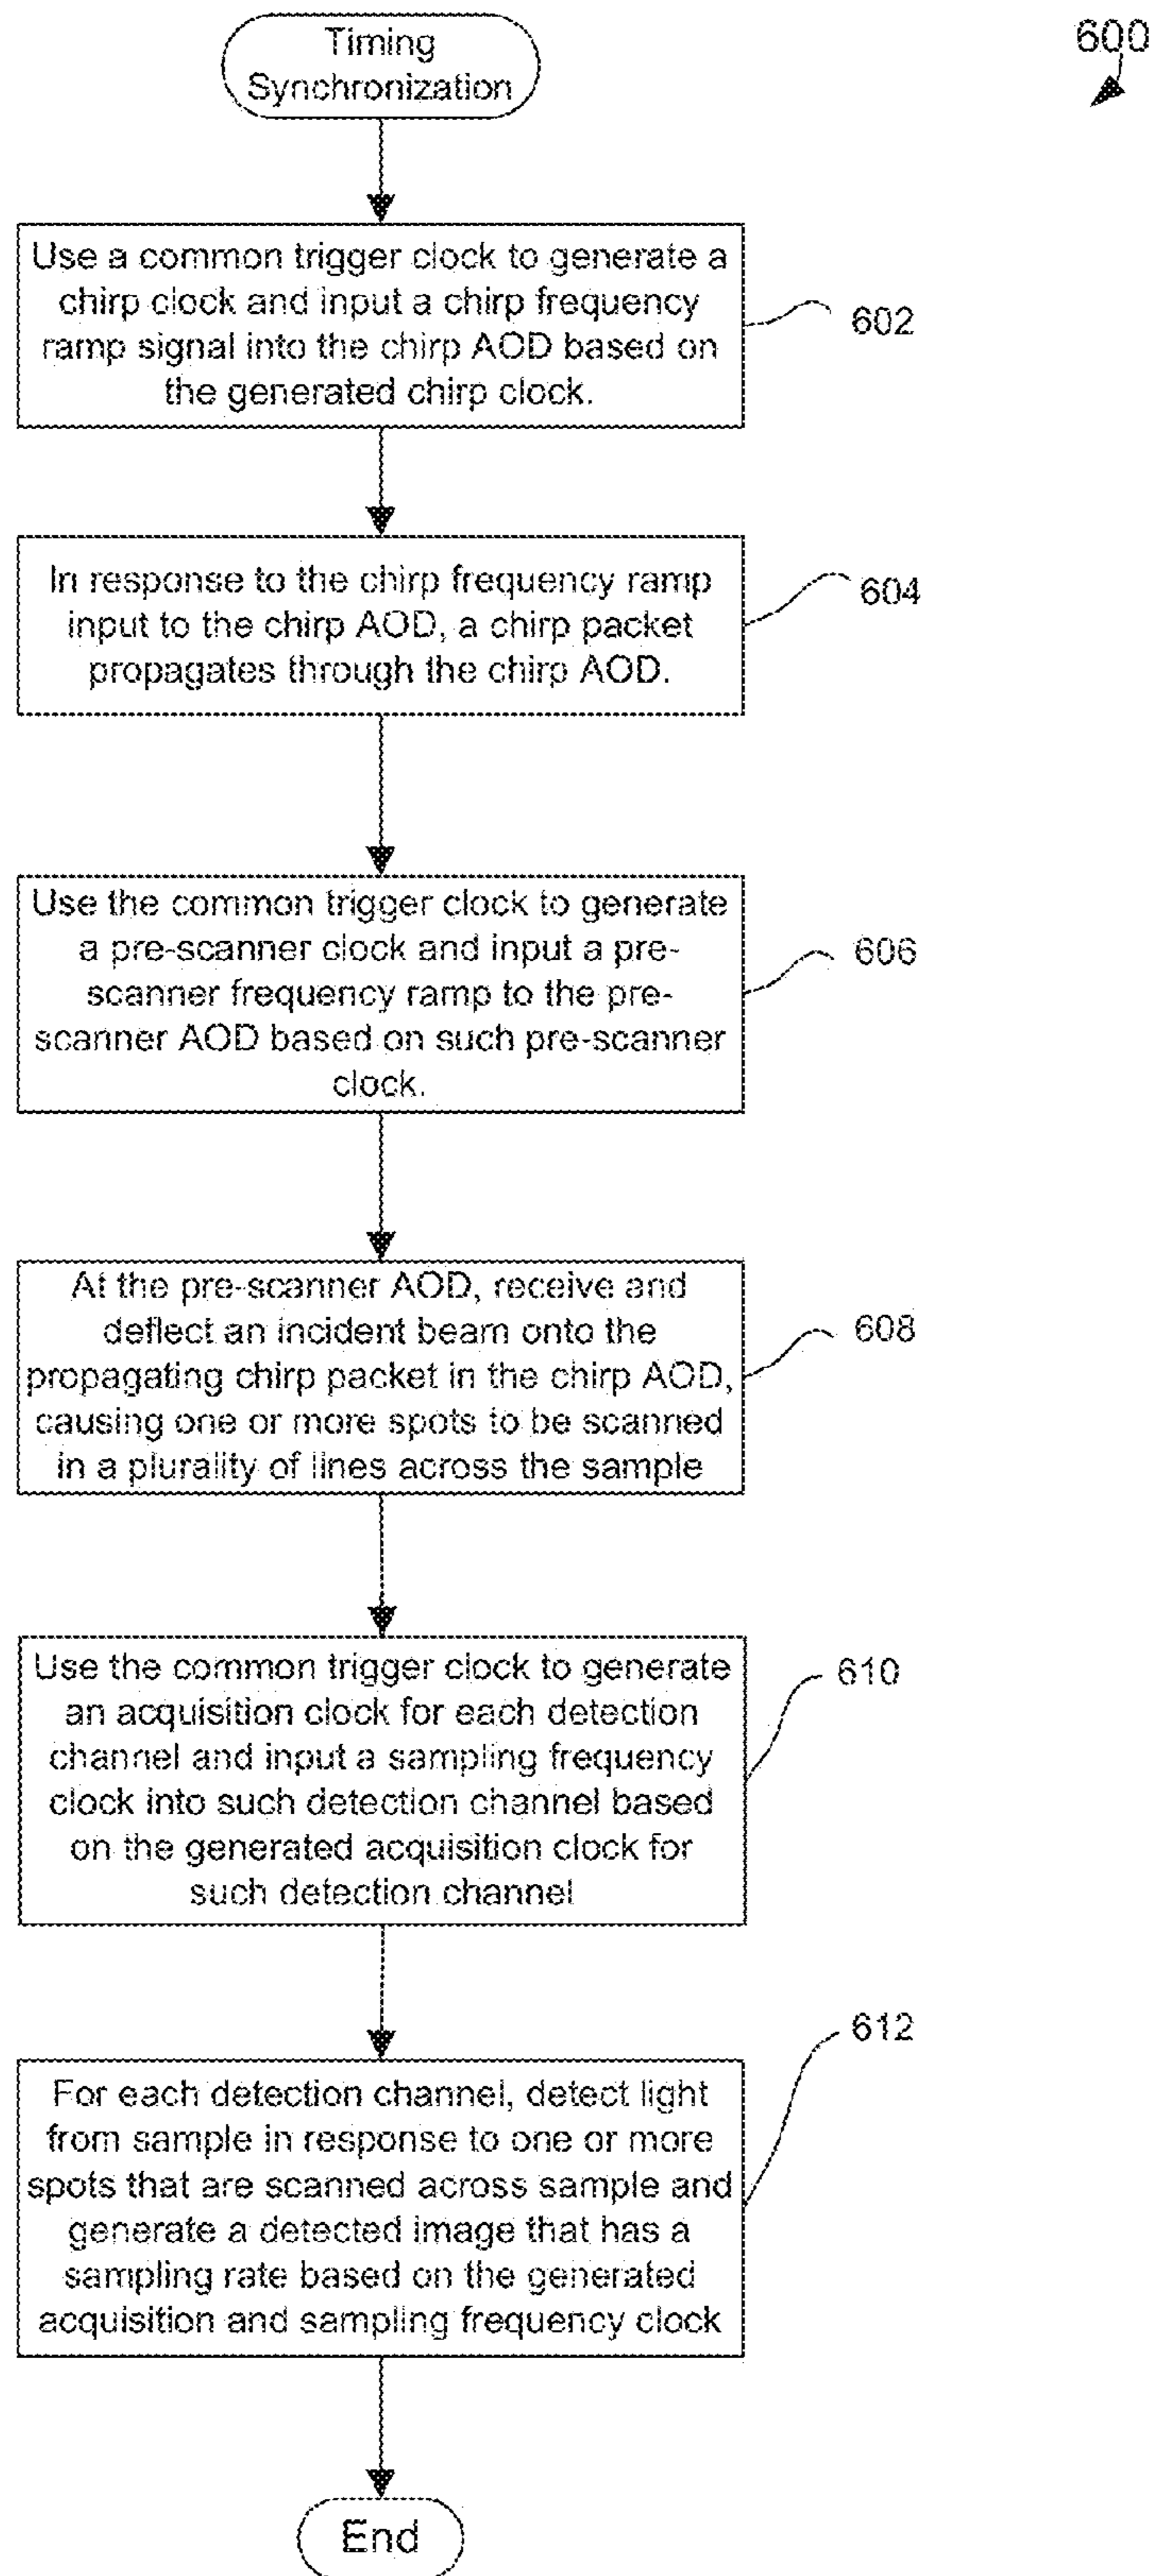 Timing
Synchronization
600
Use a common trigger clock to generate a
chirp clock and input a chirp frequency
ramp signal into the chirp AOD based on
the generated chirp clock.
602
In response to the chirp frequency ramp
input to the chirp AOD, a chirp packet
propagates through the chirp AOD.
604
Use the common trigger clock to generate
a pre-scanner clock and input a pre-
scanner frequency ramp to the pre-
scanner AOD based on such pre-scanner
clock.
606
At the pre-scanner AOD, receive and
deflect an incident beam onto the
propagating chirp packet in the chirp AOD,
causing one or more spots to be scanned
in a plurality of lines across the sample
608
Use the common trigger clock to generate
an acquisition clock for each detection
channel and input a sampling frequency
clock into such detection channel based
on the generated acquisition clock for
such detection channel
610
For each detection channel, detect light
from sample in response to one or more
spots that are scanned across sample and
generate a detected image that has a
sampling rate based on the generated
acquisition and sampling frequency clock
612
End